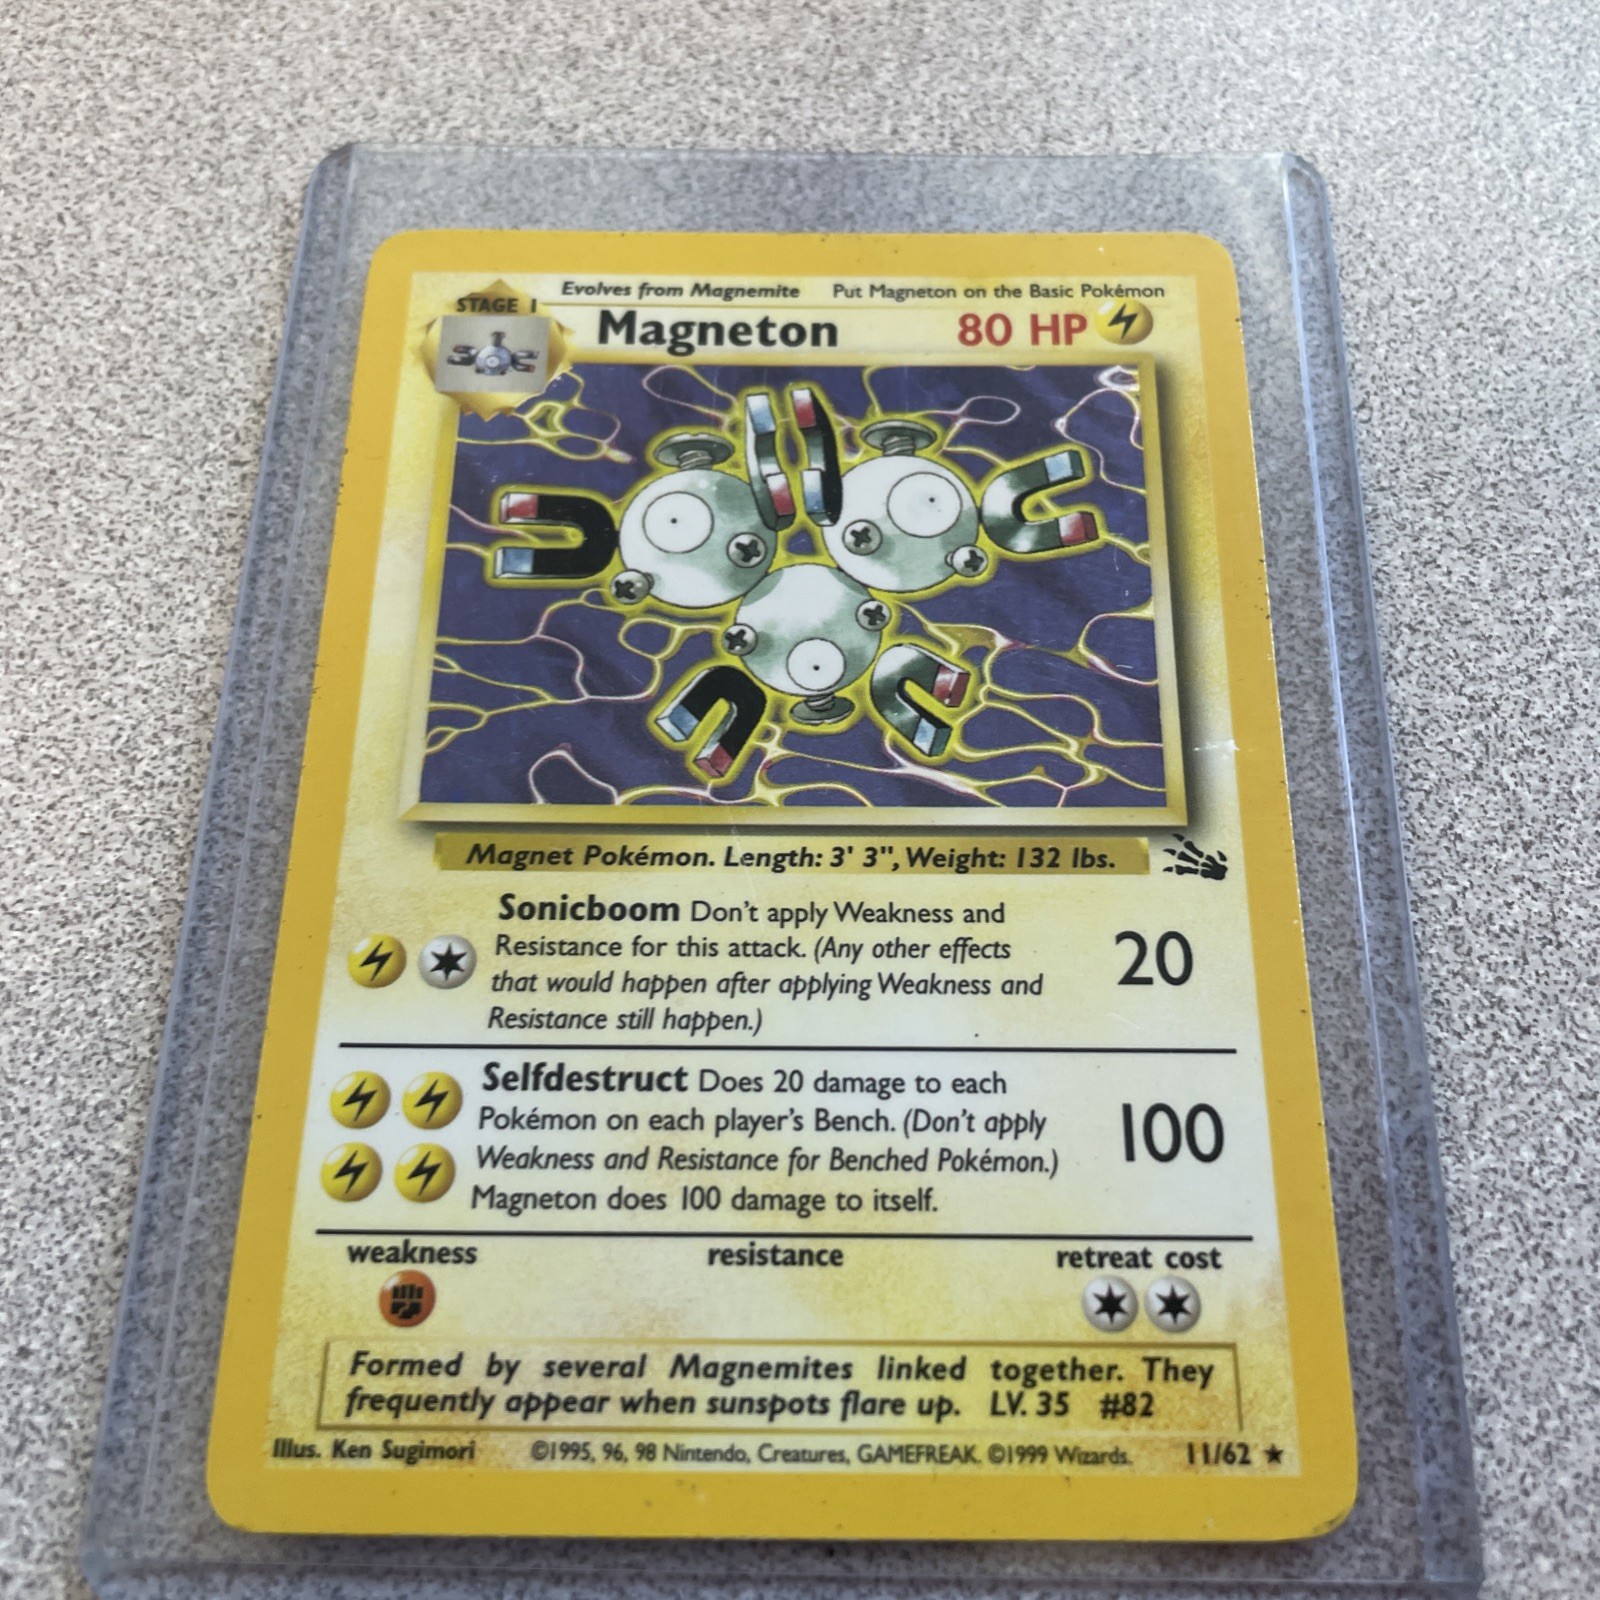 Evolves from Magnemite Put Magneton on the Basic Pokémon
STAGE 1
Magneton 80 HP
Magnet Pokémon. Length: 3' 3", Weight: 132 lbs.
Sonicboom Don't apply Weakness and
Resistance for this attack. (Any other effects
that would happen after applying Weakness and
Resistance still happen.)
20
Selfdestruct Does 20 damage to each
Pokémon on each player's Bench. (Don't apply
Weakness and Resistance for Benched Pokémon.)
Magneton does 100 damage to itself.
100
weakness resistance retreat cost
Formed by several Magnemites linked together. They
frequently appear when sunspots flare up. LV. 35 #82
Illus. Ken Sugimori ©1995, 96, 98 Nintendo, Creatures, GAMEFREAK. ©1999 Wizards. 11/62 ★